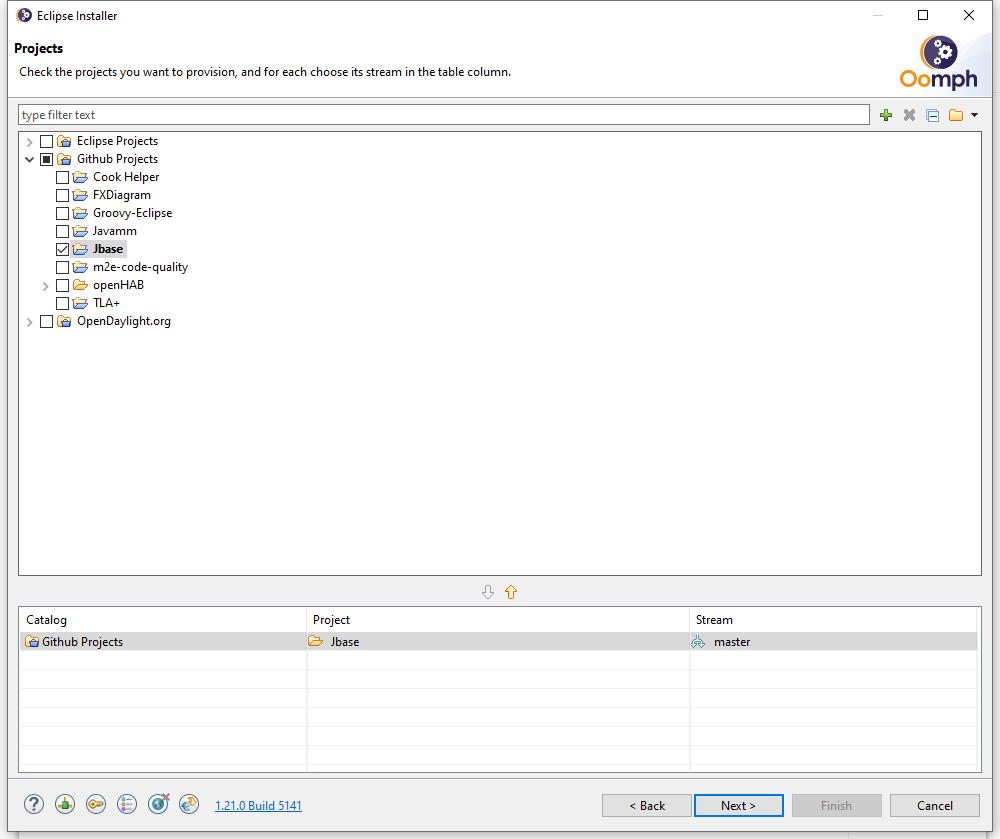 Eclipse Installer
Projects
Check the projects you want to provision, and for each choose its stream in the table column.
Oomph
type filter text
Eclipse Projects
Github Projects
Cook Helper
FXDiagram
Groovy-Eclipse
Javamm
Jbase
m2e-code-quality
openHAB
TLA+
OpenDaylight.org
Catalog Project Stream
Github Projects Jbase master
? 1.21.0 Build 5141 < Back Next > Finish Cancel